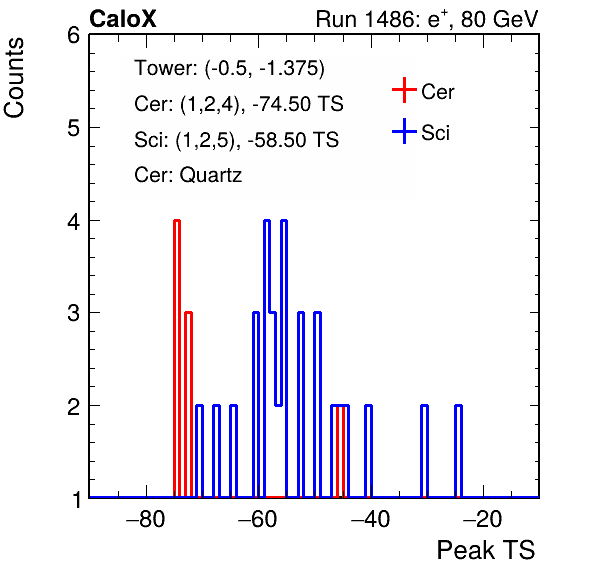 CaloX
Run 1486: e+, 80 GeV
Counts
Tower: (-0.5, -1.375)
Cer: (1,2,4), -74.50 TS
Sci: (1,2,5), -58.50 TS
Cer: Quartz
Cer
Sci
6
5
4
3
2
1
−80 −60 −40 −20
Peak TS